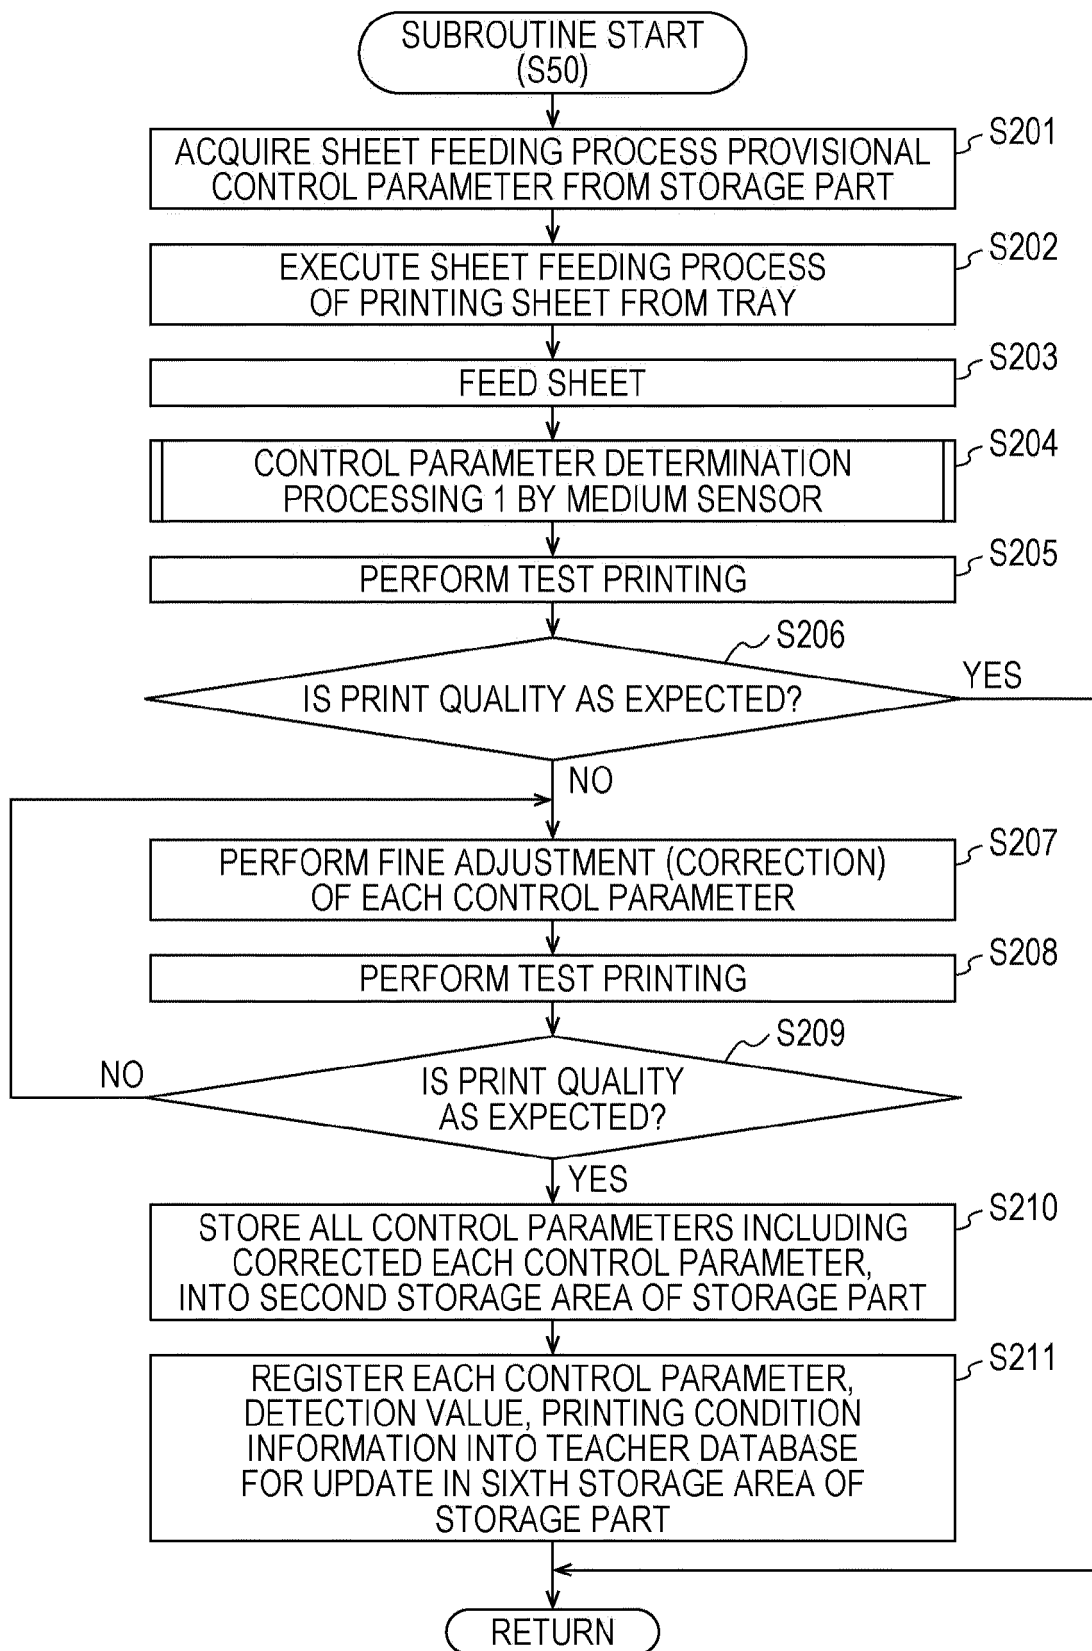 SUBROUTINE START
(S50)
S201
ACQUIRE SHEET FEEDING PROCESS PROVISIONAL
CONTROL PARAMETER FROM STORAGE PART
S202
EXECUTE SHEET FEEDING PROCESS
OF PRINTING SHEET FROM TRAY
S203
FEED SHEET
S204
CONTROL PARAMETER DETERMINATION
PROCESSING 1 BY MEDIUM SENSOR
S205
PERFORM TEST PRINTING
S206
IS PRINT QUALITY AS EXPECTED?
YES
NO
S207
PERFORM FINE ADJUSTMENT (CORRECTION)
OF EACH CONTROL PARAMETER
S208
PERFORM TEST PRINTING
S209
IS PRINT QUALITY
AS EXPECTED?
NO
YES
S210
STORE ALL CONTROL PARAMETERS INCLUDING
CORRECTED EACH CONTROL PARAMETER,
INTO SECOND STORAGE AREA OF STORAGE PART
S211
REGISTER EACH CONTROL PARAMETER,
DETECTION VALUE, PRINTING CONDITION
INFORMATION INTO TEACHER DATABASE
FOR UPDATE IN SIXTH STORAGE AREA OF
STORAGE PART
RETURN